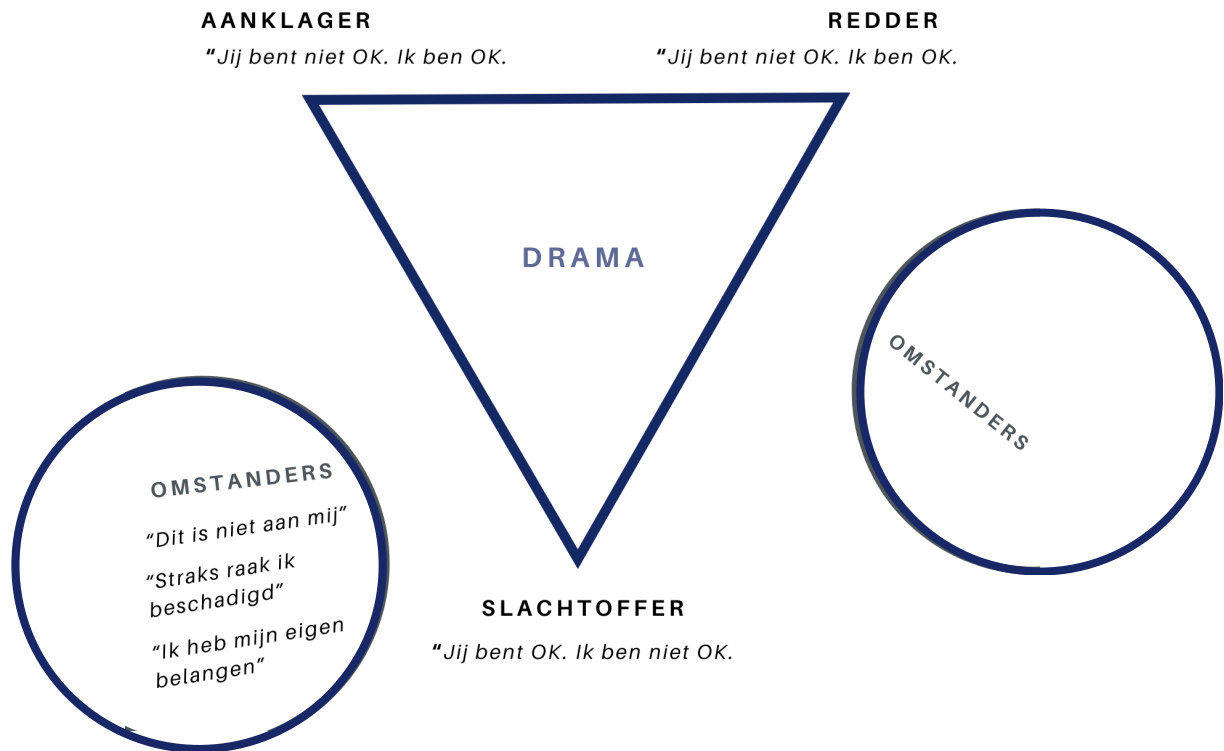 AANKLAGER
“Jij bent niet OK. Ik ben OK.
REDDER
“Jij bent niet OK. Ik ben OK.
DRAMA
OMSTANDERS
OMSTANDERS
“Dit is niet aan mij”
“Straks raak ik
beschadigd”
“Ik heb mijn eigen
belangen”
SLACHTOFFER
“Jij bent OK. Ik ben niet OK.